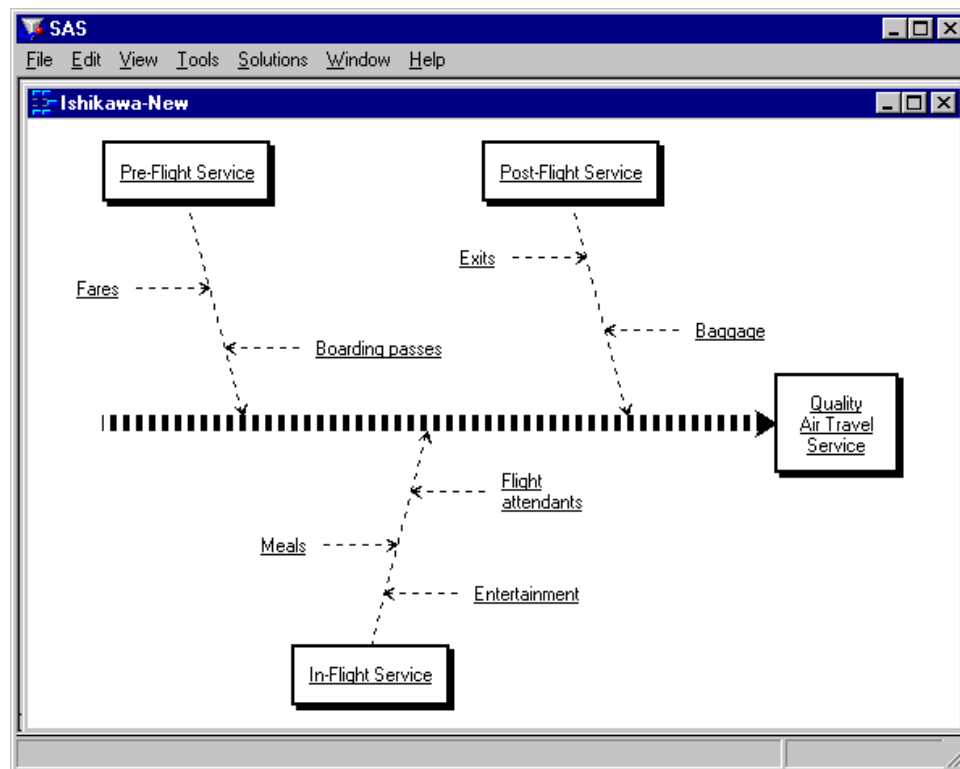 SAS
File Edit View Tools Solutions Window Help
Ishikawa-New
Pre-Flight Service
Post-Flight Service
Exits
Fares
Baggage
Boarding passes
Quality
Air Travel
Service
Flight
attendants
Meals
Entertainment
In-Flight Service